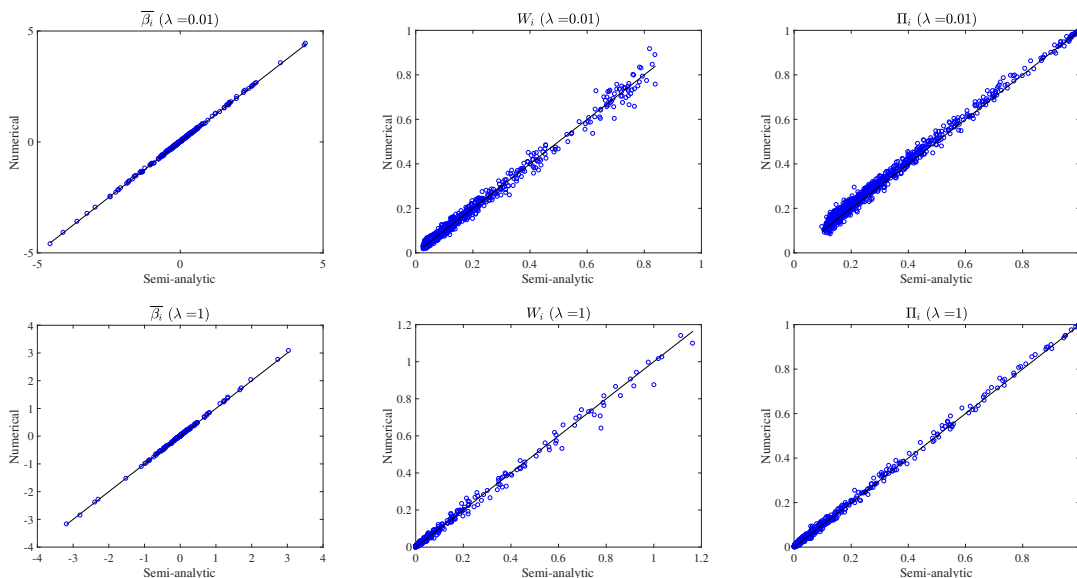 β̅ᵢ (λ =0.01)
5
0
-5
-5 0 5
Numerical
Semi-analytic
Wᵢ (λ =0.01)
1
0.8
0.6
0.4
0.2
0
0 0.2 0.4 0.6 0.8 1
Numerical
Semi-analytic
Πᵢ (λ =0.01)
1
0.8
0.6
0.4
0.2
0
0 0.2 0.4 0.6 0.8 1
Numerical
Semi-analytic
β̅ᵢ (λ =1)
4
3
2
1
0
-1
-2
-3
-4
-4 -3 -2 -1 0 1 2 3 4
Numerical
Semi-analytic
Wᵢ (λ =1)
1.2
1
0.8
0.6
0.4
0.2
0
0 0.2 0.4 0.6 0.8 1 1.2
Numerical
Semi-analytic
Πᵢ (λ =1)
1
0.8
0.6
0.4
0.2
0
0 0.2 0.4 0.6 0.8 1
Numerical
Semi-analytic